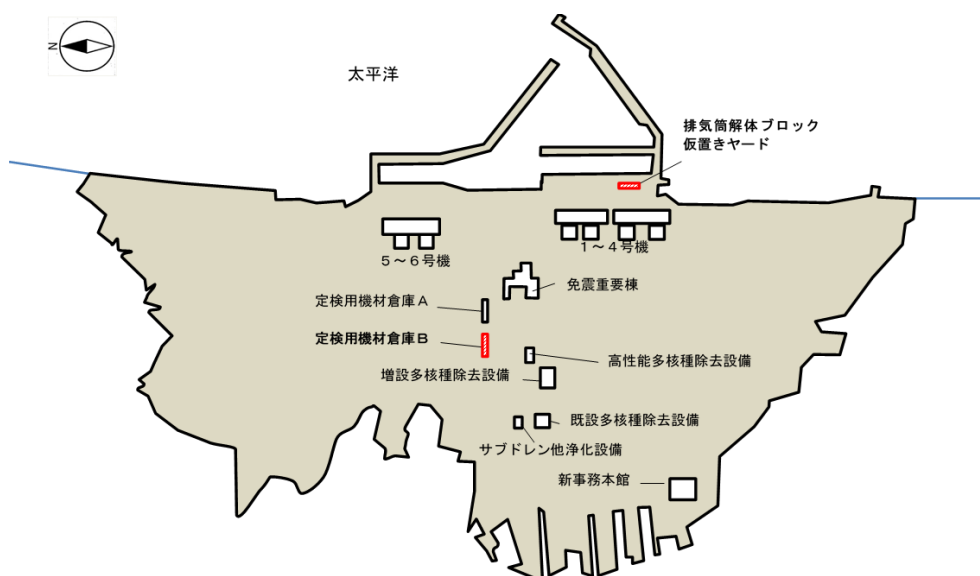 N
太平洋
排気筒解体ブロック
仮置きヤード
５～６号機
１～４号機
免震重要棟
定検用機材倉庫Ａ
定検用機材倉庫Ｂ
高性能多核種除去設備
増設多核種除去設備
既設多核種除去設備
サブドレン他浄化設備
新事務本館